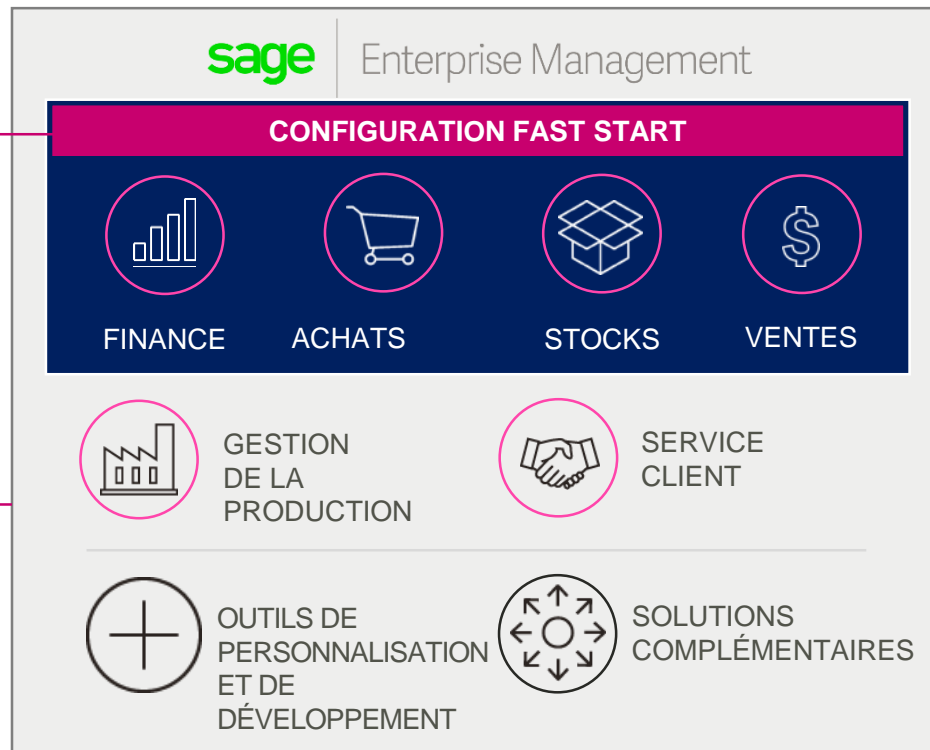 sage Enterprise Management
CONFIGURATION FAST START
$
FINANCE ACHATS STOCKS VENTES
GESTION
DE LA
PRODUCTION
SERVICE
CLIENT
OUTILS DE
PERSONNALISATION
ET DE
DÉVELOPPEMENT
SOLUTIONS
COMPLÉMENTAIRES